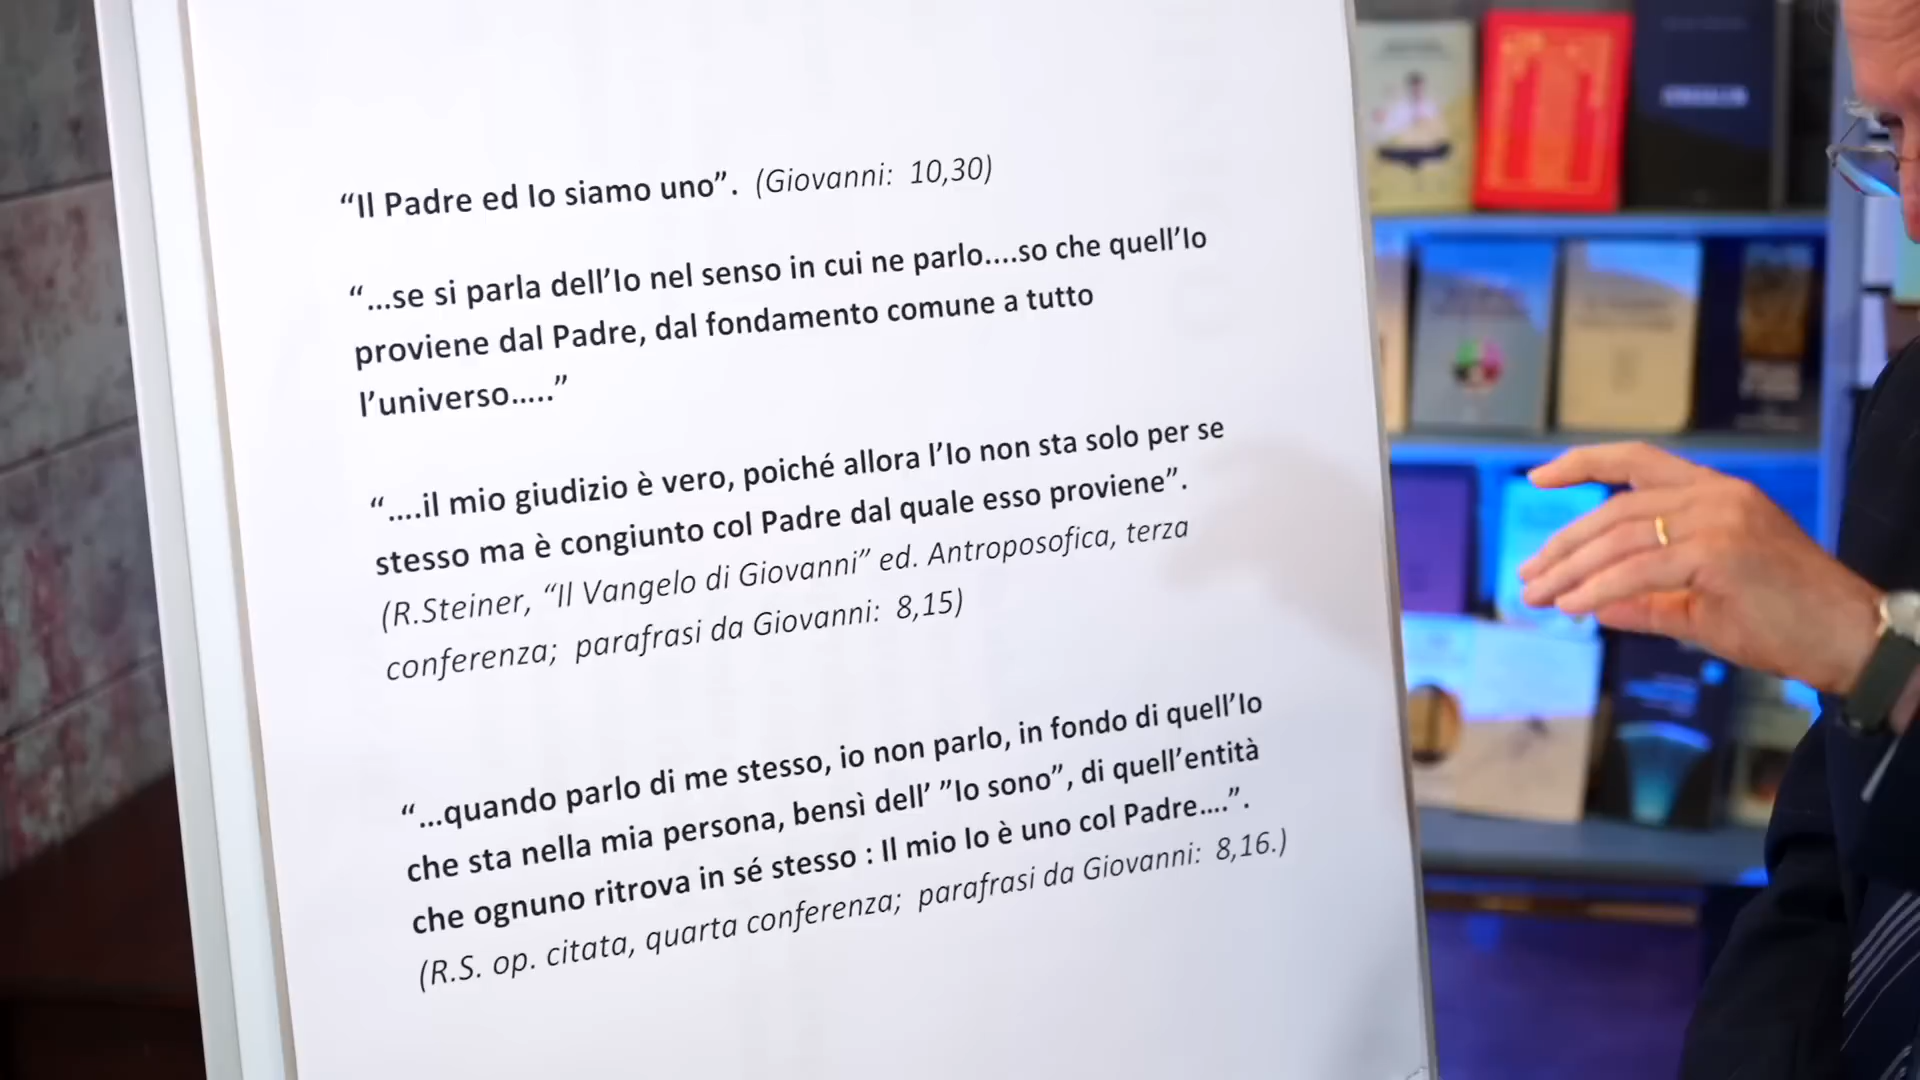 “Il Padre ed Io siamo uno”. (Giovanni: 10,30)
“...se si parla dell’Io nel senso in cui ne parlo....so che quell’Io
proviene dal Padre, dal fondamento comune a tutto
l’universo.....”
“....il mio giudizio è vero, poiché allora l’Io non sta solo per se
stesso ma è congiunto col Padre dal quale esso proviene”.
(R.Steiner, “Il Vangelo di Giovanni” ed. Antroposofica, terza
conferenza; parafrasi da Giovanni: 8,15)
“...quando parlo di me stesso, io non parlo, in fondo di quell’Io
che sta nella mia persona, bensì dell’ ”Io sono”, di quell’entità
che ognuno ritrova in sé stesso : Il mio Io è uno col Padre....”.
(R.S. op. citata, quarta conferenza; parafrasi da Giovanni: 8,16.)